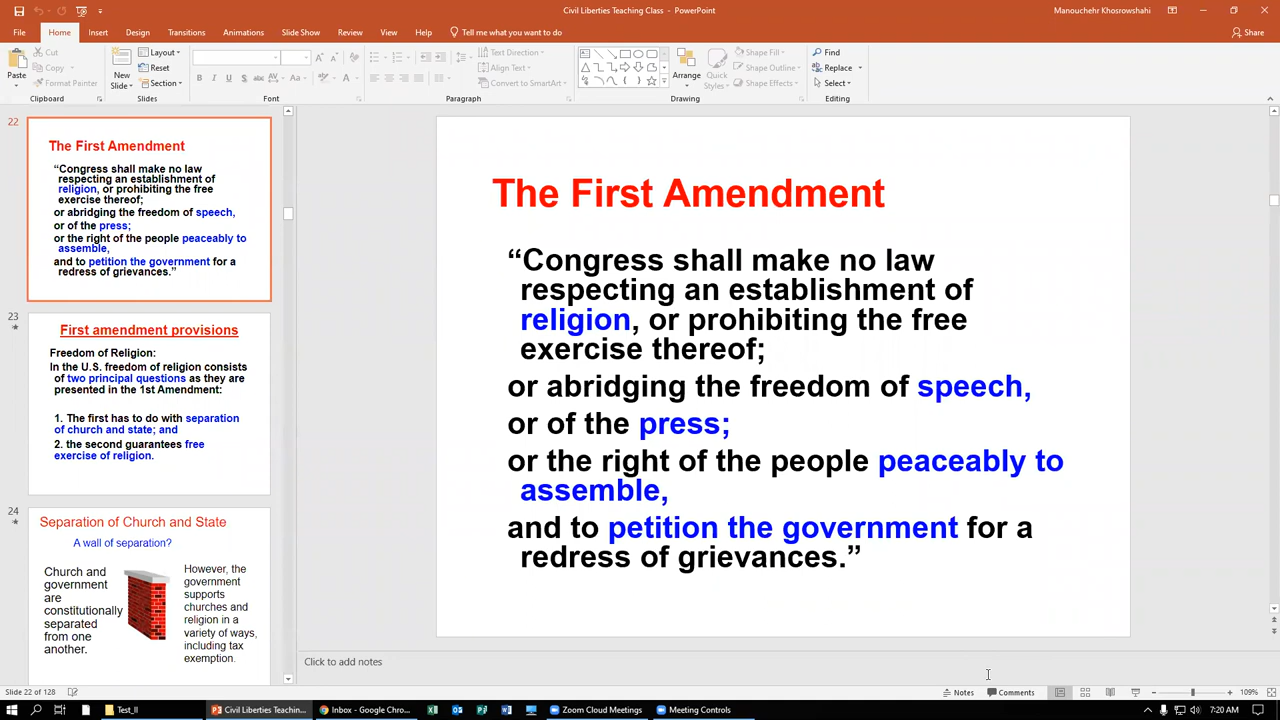 Civil Liberties Teaching Class - PowerPoint
Manouchehr Khosrowshahi
File Home Insert Design Transitions Animations Slide Show Review View Help Tell me what you want to do
Share
Cut
Copy
Format Painter
Paste
Clipboard
New
Slide
Layout
Reset
Section
Slides
B I U S abc AV Aa A
Font
Text Direction
Align Text
Convert to SmartArt
Paragraph
Arrange
Quick
Styles
Shape Fill
Shape Outline
Shape Effects
Drawing
Find
Replace
Select
Editing
22
The First Amendment
“Congress shall make no law
respecting an establishment of
religion, or prohibiting the free
exercise thereof;
or abridging the freedom of speech,
or of the press;
or the right of the people peaceably to
assemble,
and to petition the government for a
redress of grievances.”
23
First amendment provisions
Freedom of Religion:
In the U.S. freedom of religion consists
of two principal questions as they are
presented in the 1st Amendment:
1. The first has to do with separation
of church and state; and
2. the second guarantees free
exercise of religion.
24
Separation of Church and State
A wall of separation?
Church and
government
are
constitutionally
separated
from one
another.
However, the
government
supports
churches and
religion in a
variety of ways,
including tax
exemption.
The First Amendment
“Congress shall make no law
respecting an establishment of
religion, or prohibiting the free
exercise thereof;
or abridging the freedom of speech,
or of the press;
or the right of the people peaceably to
assemble,
and to petition the government for a
redress of grievances.”
Click to add notes
Slide 22 of 128
Notes Comments
109%
Test_II
Civil Liberties Teachin...
Inbox - Google Chro...
Zoom Cloud Meetings
Meeting Controls
7:20 AM